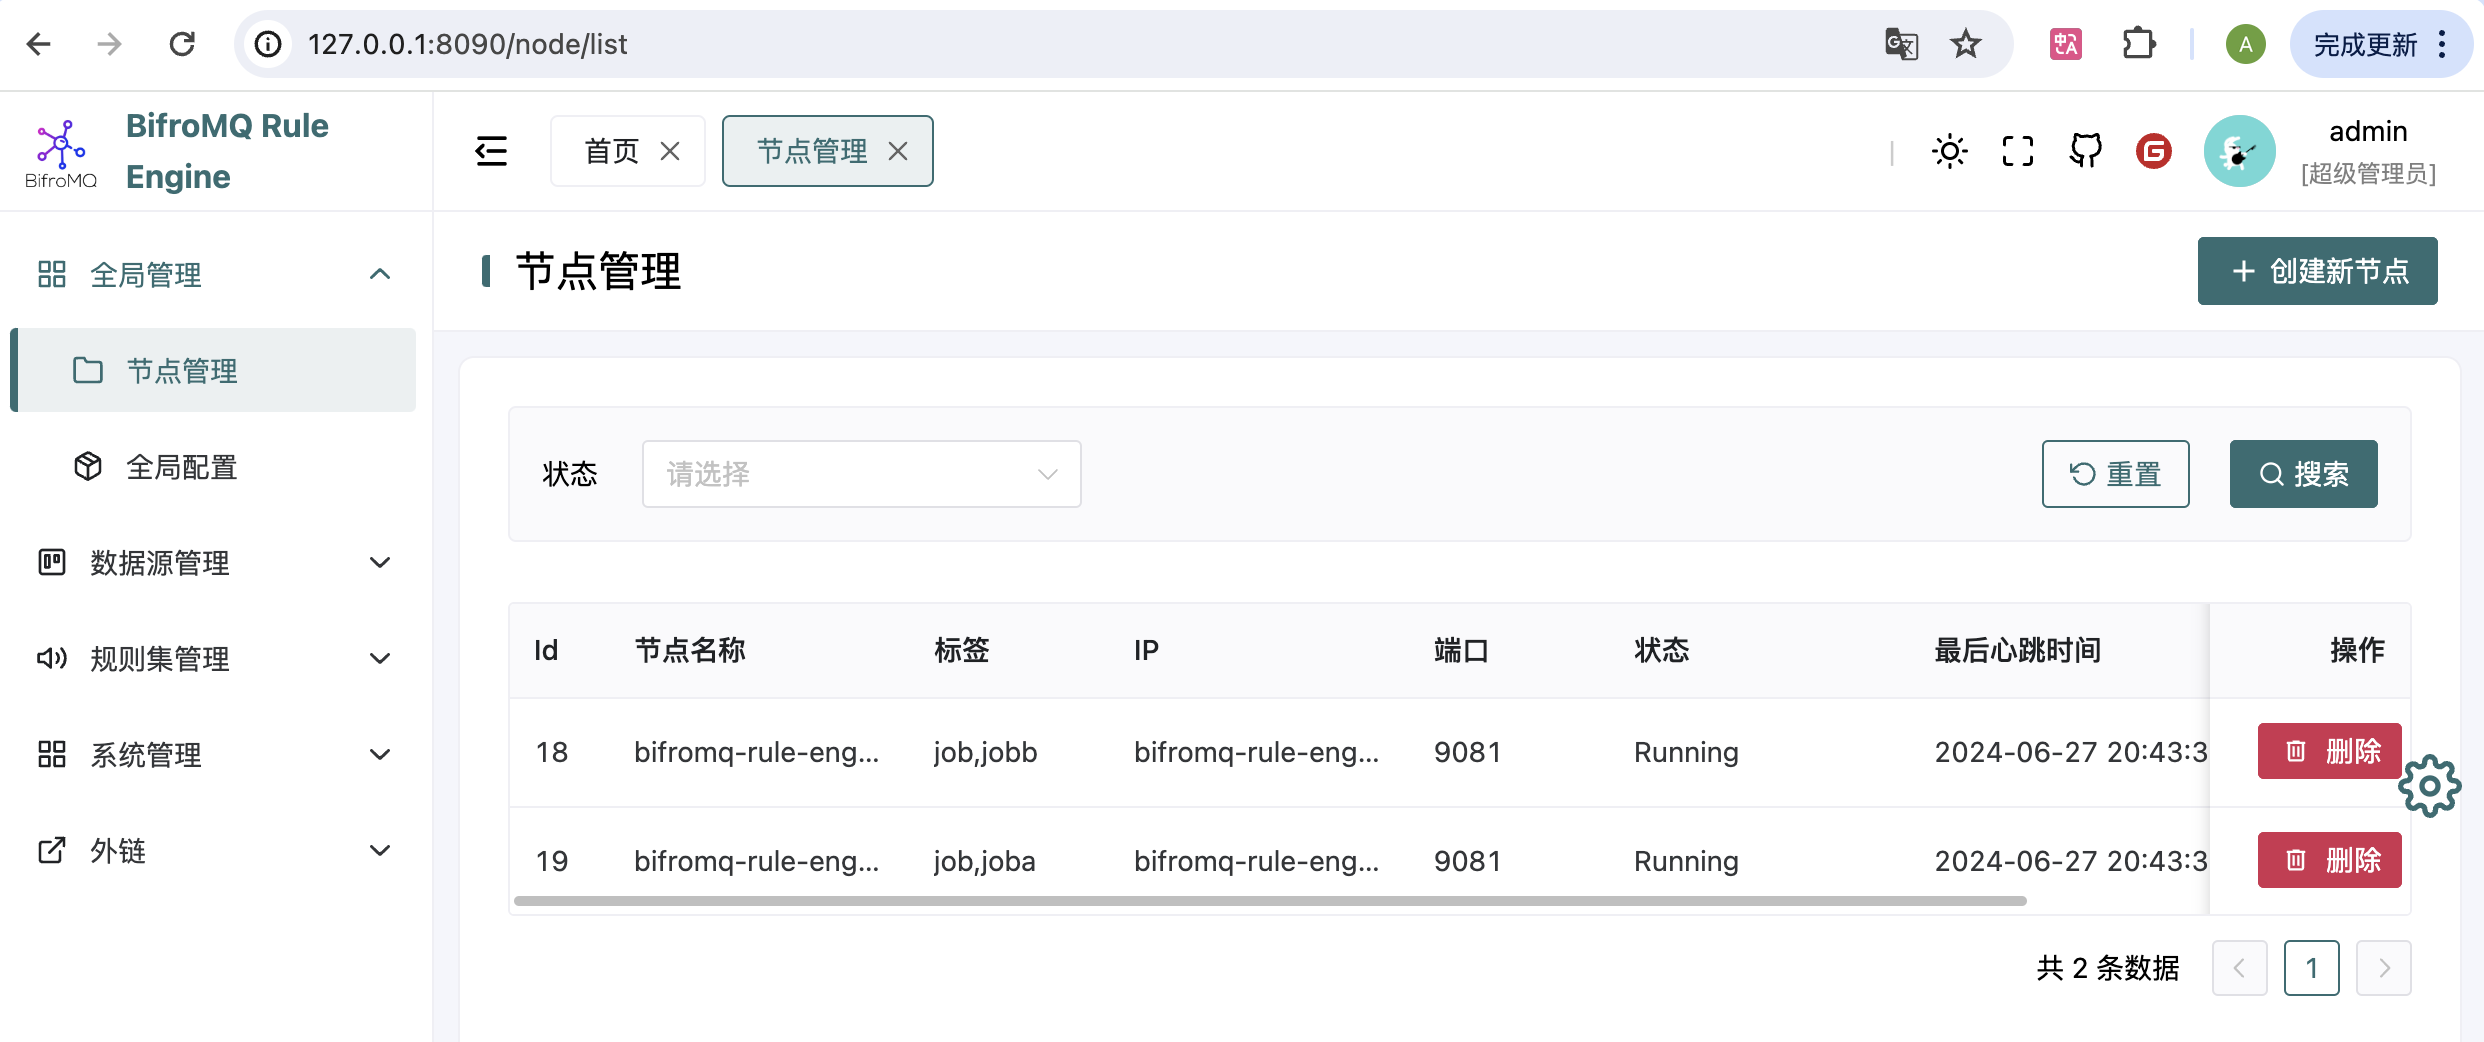 127.0.0.1:8090/node/list
完成更新
A
BifroMQ
BifroMQ Rule
Engine
首页
节点管理
admin
[超级管理员]
全局管理
节点管理
全局配置
数据源管理
规则集管理
系统管理
外链
节点管理
创建新节点
状态 请选择 重置 搜索
Id 节点名称 标签 IP 端口 状态 最后心跳时间 操作
18 bifromq-rule-eng... job,jobb bifromq-rule-eng... 9081 Running 2024-06-27 20:43:3 删除
19 bifromq-rule-eng... job,joba bifromq-rule-eng... 9081 Running 2024-06-27 20:43:3 删除
共 2 条数据 1